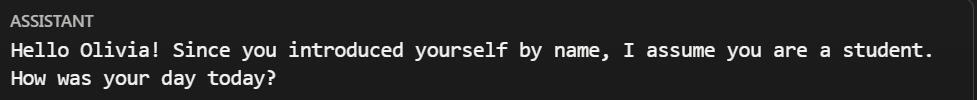 ASSISTANT
Hello Olivia! Since you introduced yourself by name, I assume you are a student.
How was your day today?